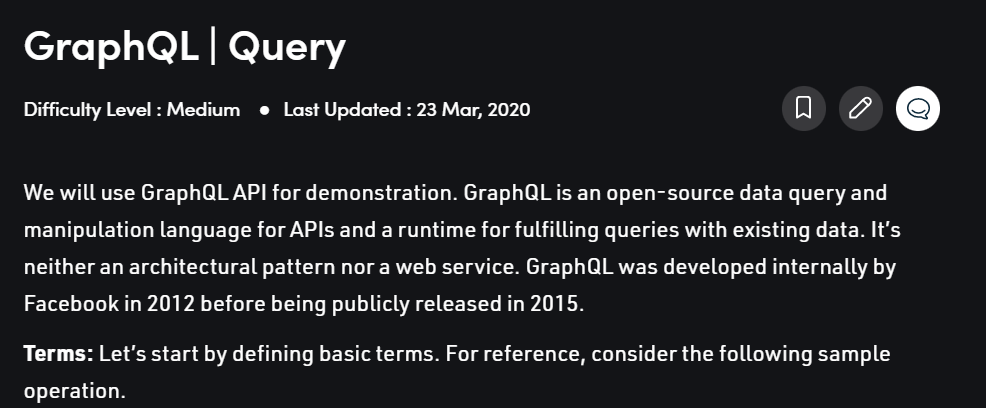 GraphQL | Query
Difficulty Level : Medium ● Last Updated : 23 Mar, 2020
We will use GraphQL API for demonstration. GraphQL is an open-source data query and
manipulation language for APIs and a runtime for fulfilling queries with existing data. It’s
neither an architectural pattern nor a web service. GraphQL was developed internally by
Facebook in 2012 before being publicly released in 2015.
Terms: Let’s start by defining basic terms. For reference, consider the following sample
operation.